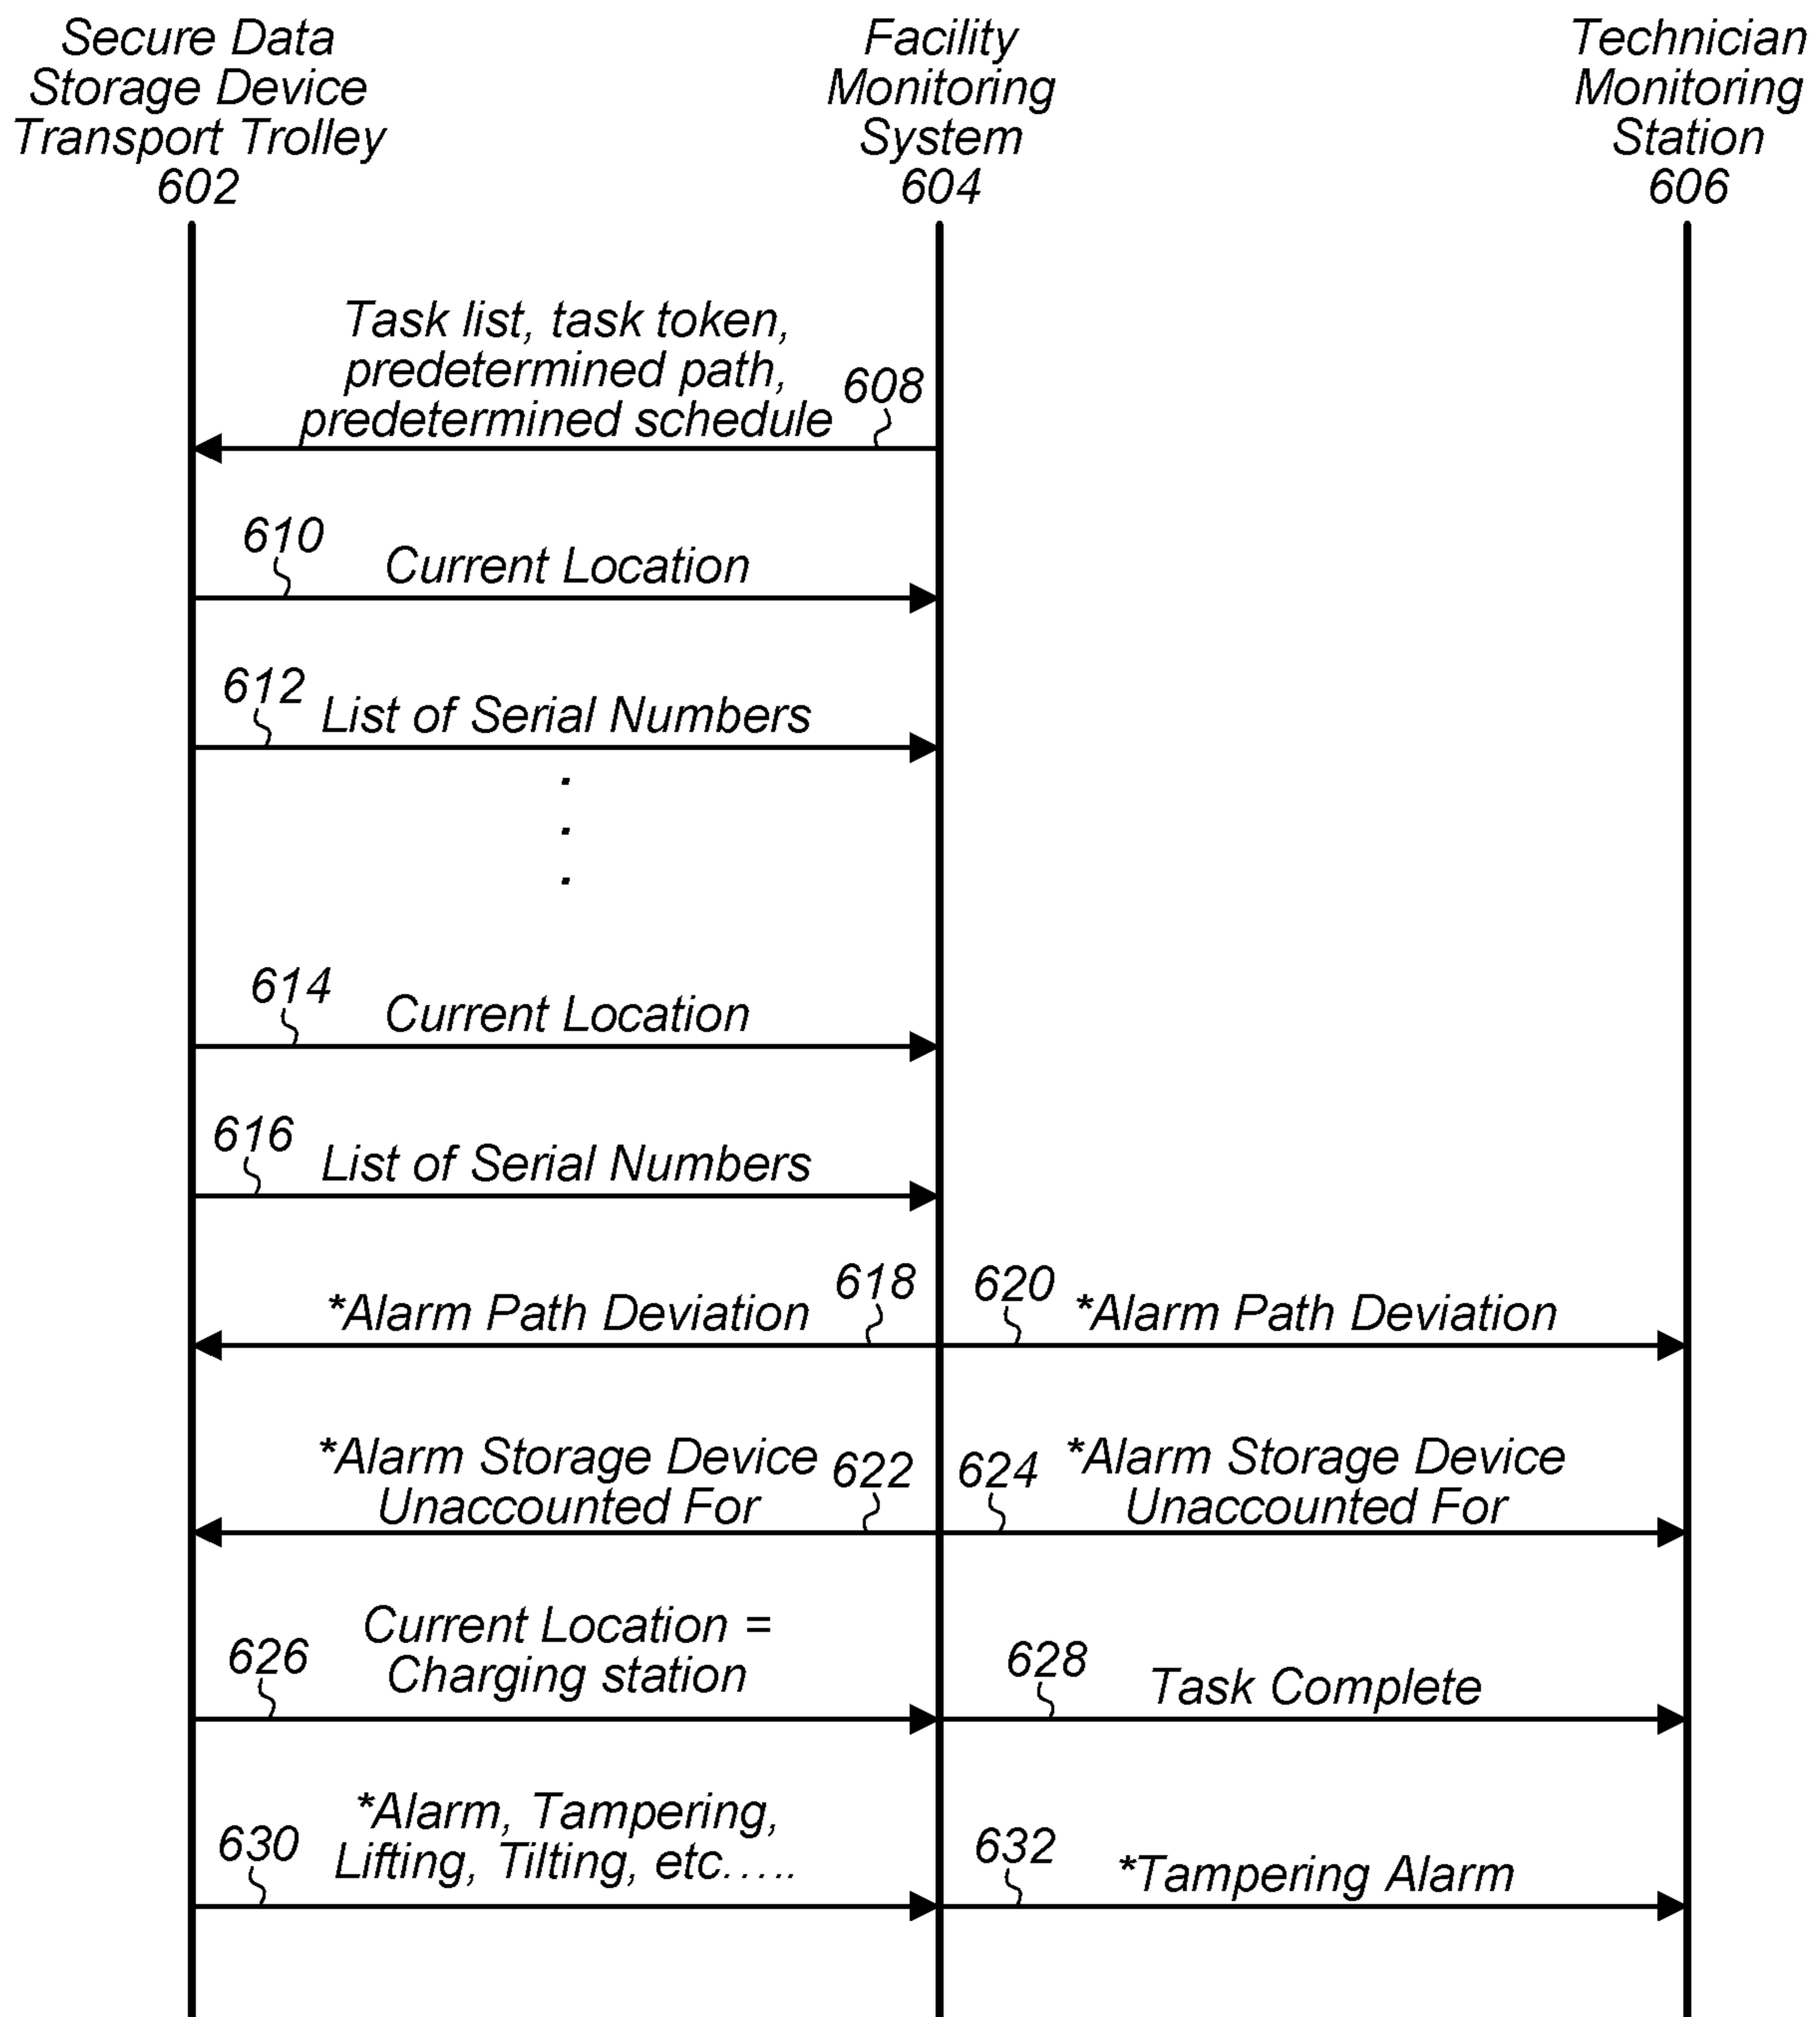 Secure Data
Storage Device
Transport Trolley
602
Facility
Monitoring
System
604
Technician
Monitoring
Station
606
Task list, task token,
predetermined path,
predetermined schedule
608
610
Current Location
612
List of Serial Numbers
.
.
.
614
Current Location
616
List of Serial Numbers
*Alarm Path Deviation
618
620
*Alarm Path Deviation
*Alarm Storage Device
Unaccounted For
622
624
*Alarm Storage Device
Unaccounted For
626
Current Location =
Charging station
628
Task Complete
630
*Alarm, Tampering,
Lifting, Tilting, etc.....
632
*Tampering Alarm